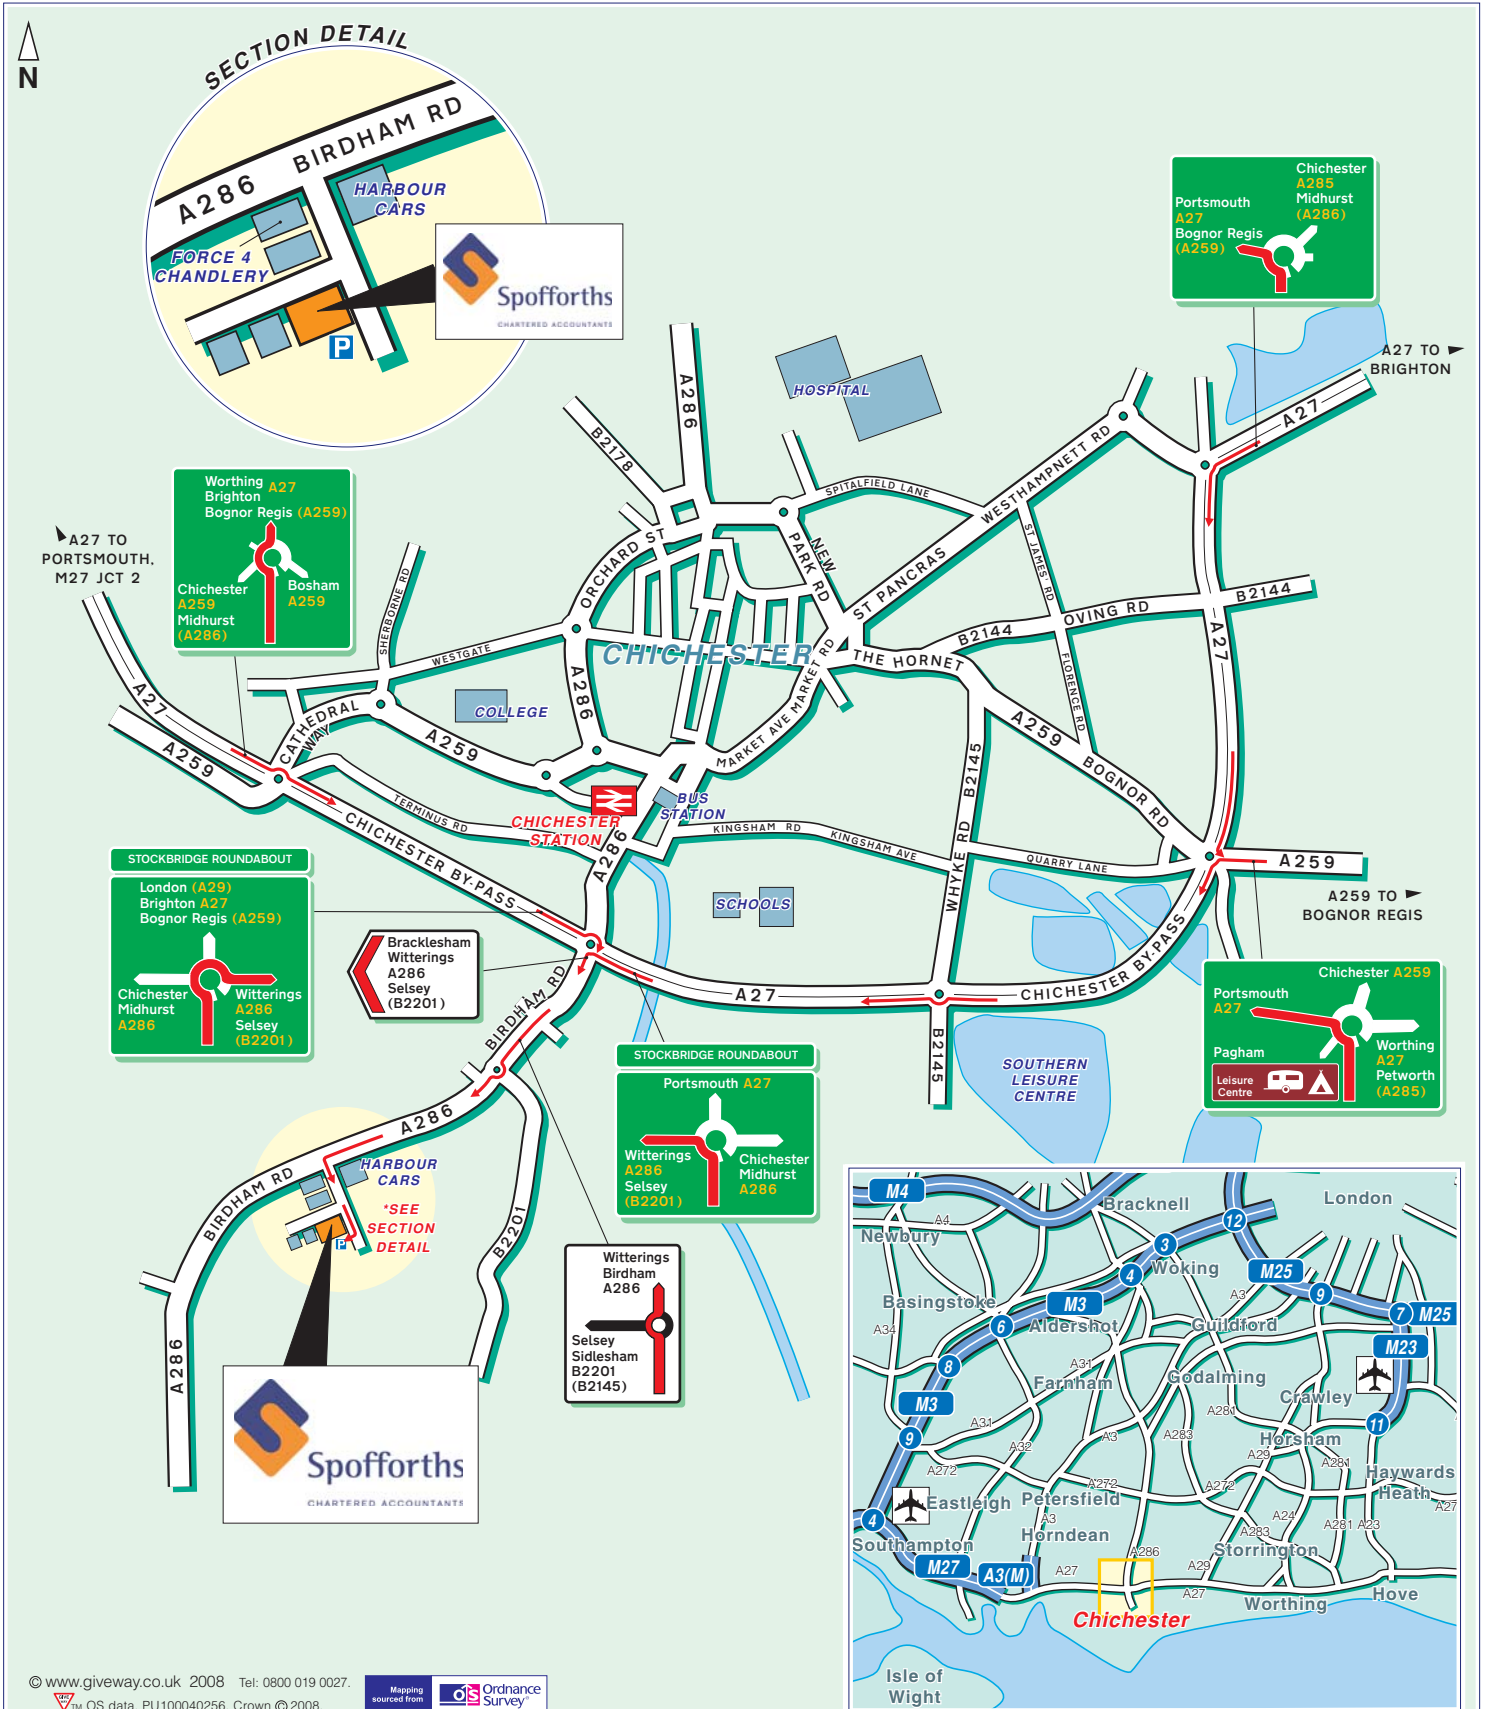 N
SECTION DETAIL
A286 BIRDHAM RD
HARBOUR
CARS
FORCE 4
CHANDLERY
Spofforths
CHARTERED ACCOUNTANTS
P
Chichester
A285
Midhurst
(A286)
Portsmouth
A27
Bognor Regis
(A259)
A27 TO
BRIGHTON
A27
A286
HOSPITAL
B2178
WESTHAMPNETT RD
SPITALFIELD LANE
Worthing
Brighton A27
Bognor Regis (A259)
Chichester
A259
Midhurst
(A286)
Bosham
A259
A27 TO
PORTSMOUTH,
M27 JCT 2
ORCHARD ST
NEW
PARK RD
ST PANCRAS
ST JAMES' RD
SHERBORNE RD
B2144
OVING RD
B2144
WESTGATE
CHICHESTER
THE HORNET
A27
FLORENCE RD
A27
A259
CATHEDRAL
WAY
COLLEGE
A259
A286
MARKET AVE MARKET RD
A259
BOGNOR RD
B2145
BUS
STATION
CHICHESTER
STATION
TERMINUS RD
KINGSHAM RD
KINGSHAM AVE
WHYKE RD
QUARRY LANE
A259
A259 TO
BOGNOR REGIS
CHICHESTER BY-PASS
A286
SCHOOLS
STOCKBRIDGE ROUNDABOUT
London (A29)
Brighton A27
Bognor Regis (A259)
Chichester
Midhurst
A286
Witterings
A286
Selsey
(B2201)
Bracklesham
Witterings
A286
Selsey
(B2201)
BIRDHAM RD
A27
CHICHESTER BY-PASS
B2145
SOUTHERN
LEISURE
CENTRE
Chichester A259
Portsmouth
A27
Pagham
Leisure
Centre
Worthing
A27
Petworth
(A285)
STOCKBRIDGE ROUNDABOUT
Portsmouth A27
Witterings
A286
Selsey
(B2201)
Chichester
Midhurst
A286
A286
BIRDHAM RD
HARBOUR
CARS
*SEE
SECTION
DETAIL
P
B2201
A286
Witterings
Birdham
A286
Selsey
Sidlesham
B2201
(B2145)
Spofforths
CHARTERED ACCOUNTANTS
M4
Bracknell
London
A4
Newbury
12
3
Woking
4
M25
A3
9
7
M25
Basingstoke
M3
6
Aldershot
Guildford
A34
M23
8
A31
Farnham
Godalming
Crawley
M3
A31
A281
11
9
A32
A3
A283
Horsham
A29
A281
A272
Haywards
Heath
A272
A272
A27
Eastleigh
Petersfield
A3
4
Horndean
A24
A283
A281
A23
Southampton
A286
Storrington
M27
A3(M)
A27
A29
A27
Worthing
Hove
Chichester
Isle of
Wight
© www.giveway.co.uk 2008 Tel: 0800 019 0027.
GIVE
TM OS data. PU100040256. Crown © 2008
Mapping
sourced from
OS Ordnance
Survey